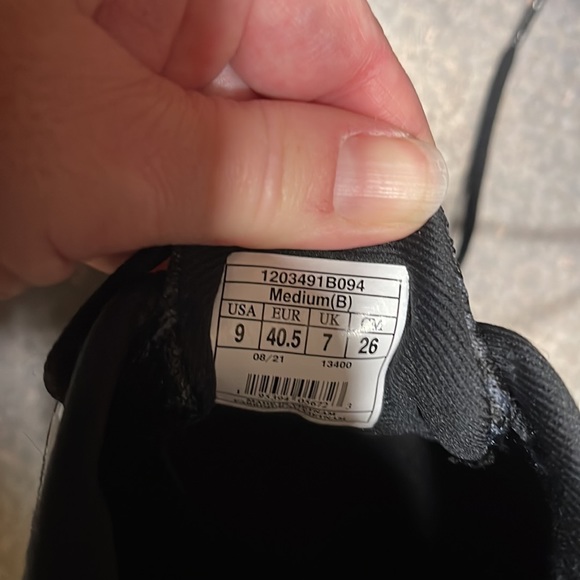 1203491B094
Medium(B)
USA EUR UK CM
9 40.5 7 26
08/21 13400